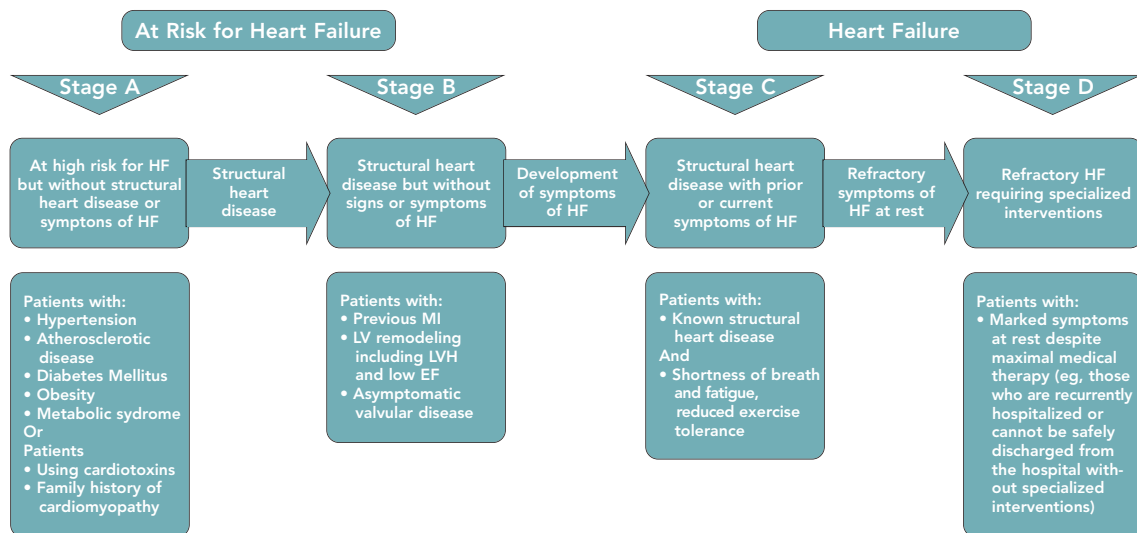 At Risk for Heart Failure
Heart Failure
Stage A
Stage B
Stage C
Stage D
At high risk for HF
but without structural
heart disease or
symptons of HF
Structural
heart
disease
Structural heart
disease but without
signs or symptoms
of HF
Development
of symptoms
of HF
Structural heart
disease with prior
or current
symptoms of HF
Refractory
symptoms of
HF at rest
Refractory HF
requiring specialized
interventions
Patients with:
• Hypertension
• Atherosclerotic
disease
• Diabetes Mellitus
• Obesity
• Metabolic sydrome
Or
Patients
• Using cardiotoxins
• Family history of
cardiomyopathy
Patients with:
• Previous MI
• LV remodeling
including LVH
and low EF
• Asymptomatic
valvular disease
Patients with:
• Known structural
heart disease
And
• Shortness of breath
and fatigue,
reduced exercise
tolerance
Patients with:
• Marked symptoms
at rest despite
maximal medical
therapy (eg, those
who are recurrently
hospitalized or
cannot be safely
discharged from
the hospital with-
out specialized
interventions)